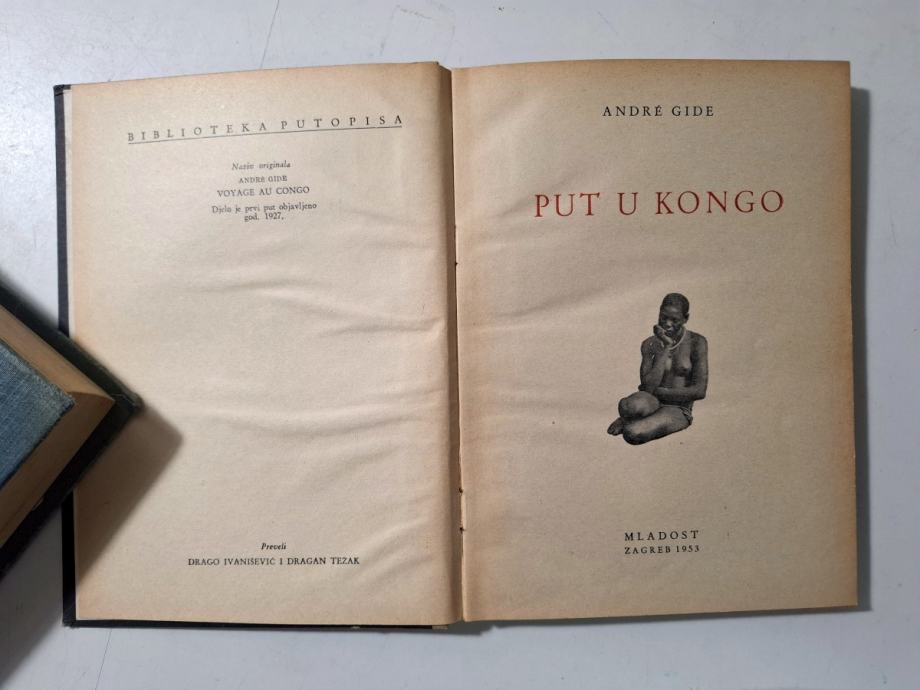 BIBLIOTEKA PUTOPISA
Naziv originala
ANDRÉ GIDE
VOYAGE AU CONGO
Djelo je prvi put objavljeno
god. 1927.
Preveli
DRAGO IVANIŠEVIĆ I DRAGAN TEŽAK
ANDRÉ GIDE
PUT U KONGO
MLADOST
ZAGREB 1953